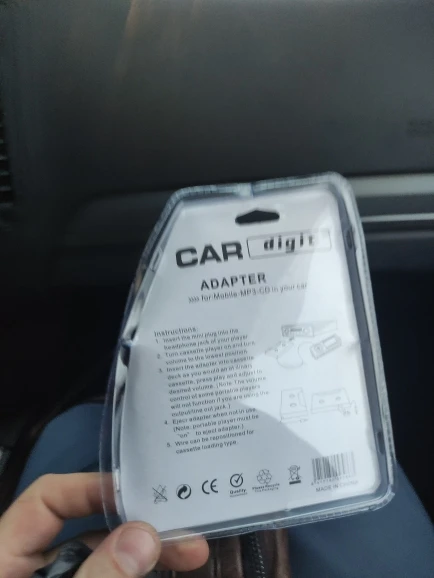 CAR digit
ADAPTER
for-Mobile-MP3-CD in your car
Instructions:
1. Insert the mini plug into the
headphone jack of your player.
2. Turn cassette player on and turn
volume to the lowest position.
3. Insert the adapter into cassette
deck as you would an ordinary
cassette, press play and adjust to
desired volume. (Note: The volume
control of some portable players
will not function if you are using the
output/line out jack.)
4. Eject adapter when not in use.
(Note: portable player must be
"on" to eject adapter.)
5. Wire can be repositioned for
cassette loading type.
CE
Quality
MADE IN